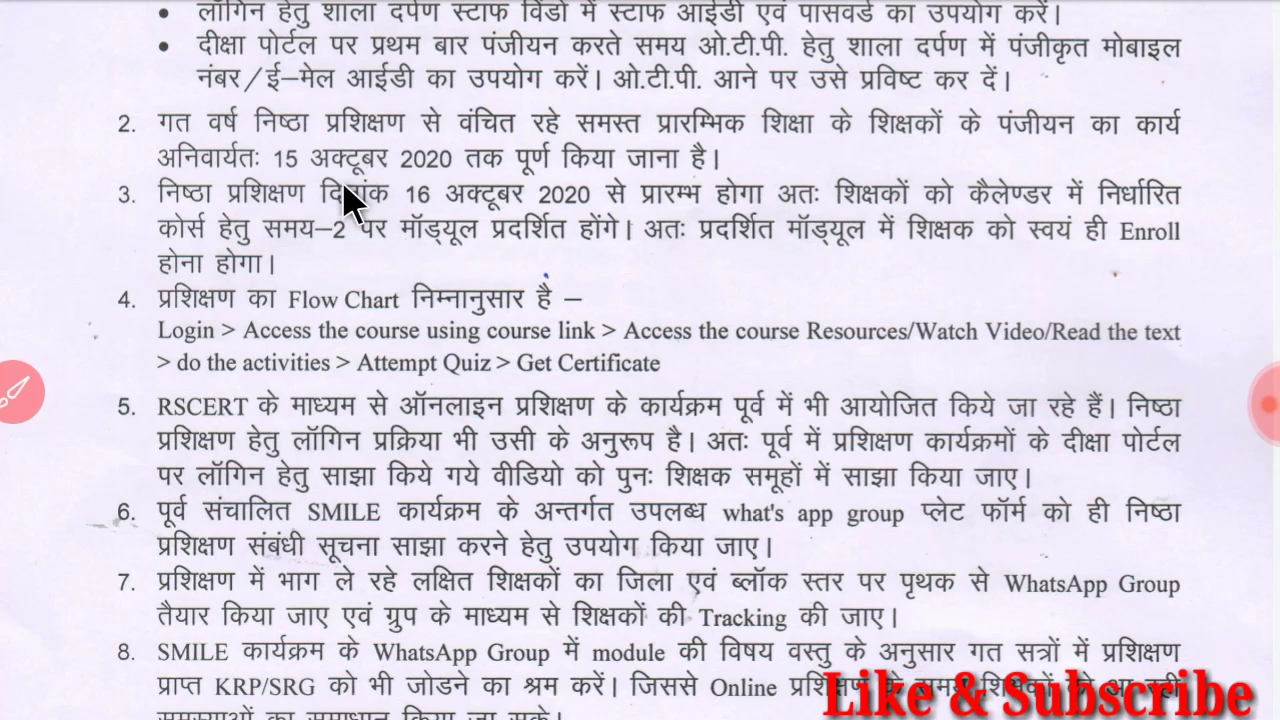 • लॉगिन हेतु शाला दर्पण स्टाफ विंडो में स्टाफ आईडी एवं पासवर्ड का उपयोग करें।
• दीक्षा पोर्टल पर प्रथम बार पंजीयन करते समय ओ.टी.पी. हेतु शाला दर्पण में पंजीकृत मोबाइल
नंबर/ई–मेल आईडी का उपयोग करें। ओ.टी.पी. आने पर उसे प्रविष्ट कर दें।
2. गत वर्ष निष्ठा प्रशिक्षण से वंचित रहे समस्त प्रारम्भिक शिक्षा के शिक्षकों के पंजीयन का कार्य
अनिवार्यतः 15 अक्टूबर 2020 तक पूर्ण किया जाना है।
3. निष्ठा प्रशिक्षण दिनांक 16 अक्टूबर 2020 से प्रारम्भ होगा अतः शिक्षकों को कैलेण्डर में निर्धारित
कोर्स हेतु समय–2 पर मॉड्यूल प्रदर्शित होंगे। अतः प्रदर्शित मॉड्यूल में शिक्षक को स्वयं ही Enroll
होना होगा।
4. प्रशिक्षण का Flow Chart निम्नानुसार है –
Login > Access the course using course link > Access the course Resources/Watch Video/Read the text
> do the activities > Attempt Quiz > Get Certificate
5. RSCERT के माध्यम से ऑनलाइन प्रशिक्षण के कार्यक्रम पूर्व में भी आयोजित किये जा रहे हैं। निष्ठा
प्रशिक्षण हेतु लॉगिन प्रक्रिया भी उसी के अनुरूप है। अतः पूर्व में प्रशिक्षण कार्यक्रमों के दीक्षा पोर्टल
पर लॉगिन हेतु साझा किये गये वीडियो को पुनः शिक्षक समूहों में साझा किया जाए।
6. पूर्व संचालित SMILE कार्यक्रम के अन्तर्गत उपलब्ध what's app group प्लेट फॉर्म को ही निष्ठा
प्रशिक्षण संबंधी सूचना साझा करने हेतु उपयोग किया जाए।
7. प्रशिक्षण में भाग ले रहे लक्षित शिक्षकों का जिला एवं ब्लॉक स्तर पर पृथक से WhatsApp Group
तैयार किया जाए एवं ग्रुप के माध्यम से शिक्षकों की Tracking की जाए।
8. SMILE कार्यक्रम के WhatsApp Group में module की विषय वस्तु के अनुसार गत सत्रों में प्रशिक्षण
प्राप्त KRP/SRG को भी जोडने का श्रम करें। जिससे Online
Like & Subscribe